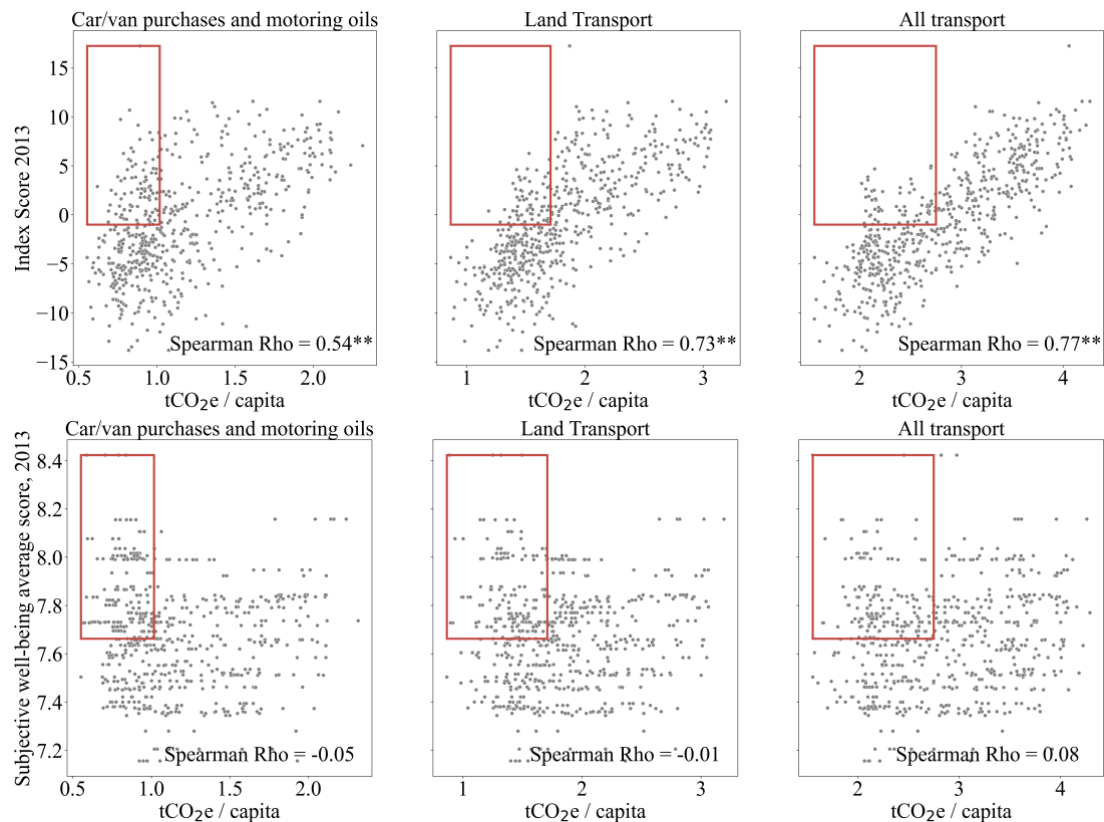 Car/van purchases and motoring oils
Land Transport
All transport
Index Score 2013
15
10
5
0
−5
−10
−15
Spearman Rho = 0.54**
Spearman Rho = 0.73**
Spearman Rho = 0.77**
0.5 1.0 1.5 2.0
1 2 3
2 3 4
tCO₂e / capita
tCO₂e / capita
tCO₂e / capita
Car/van purchases and motoring oils
Land Transport
All transport
Subjective well-being average score, 2013
8.4
8.2
8.0
7.8
7.6
7.4
7.2
Spearman Rho = -0.05
Spearman Rho = -0.01
Spearman Rho = 0.08
0.5 1.0 1.5 2.0
1 2 3
2 3 4
tCO₂e / capita
tCO₂e / capita
tCO₂e / capita